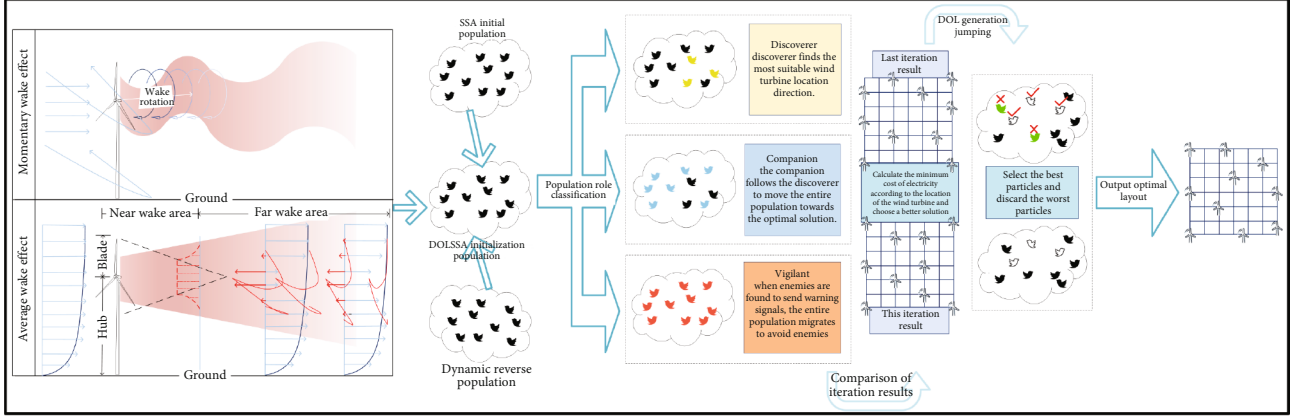 Momentary wake effect
Wake
rotation
Ground
Near wake area
Far wake area
Average wake effect
Blade
Hub
Ground
SSA initial
population
DOLSSA initialization
population
Dynamic reverse
population
Population role
classification
Discoverer
discoverer finds the
most suitable wind
turbine location
direction.
Companion
the companion
follows the discoverer
to move the entire
population towards
the optimal solution.
Vigilant
when enemies are
found to send warning
signals, the entire
population migrates
to avoid enemies
DOL generation
jumping
Last iteration
result
Calculate the minimum
cost of electricity
according to the location
of the wind turbine and
choose a better solution
This iteration
result
Comparison of
iteration results
Select the best
particles and
discard the worst
particles
Output optimal
layout